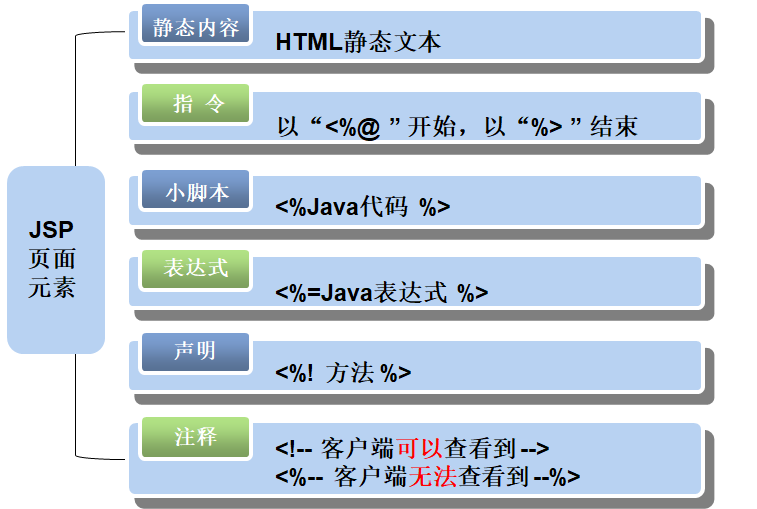 JSP
页面
元素
静态内容
HTML静态文本
指 令
以“<%@ ”开始，以“%> ”结束
小脚本
<%Java代码 %>
表达式
<%=Java表达式 %>
声明
<%! 方法 %>
注释
<!-- 客户端可以查看到 -->
<%-- 客户端无法查看到 --%>